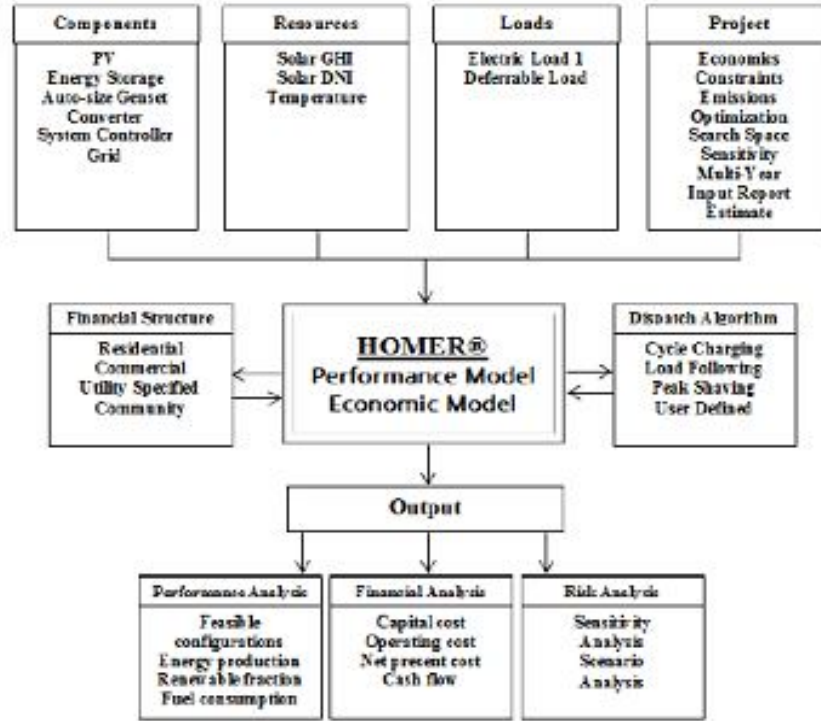 Components
PV
Energy Storage
Auto-size Genset
Converter
System Controller
Grid
Resources
Solar GHI
Solar DNI
Temperature
Loads
Electric Load 1
Deferrable Load
Project
Economics
Constraints
Emissions
Optimization
Search Space
Sensitivity
Multi-Year
Input Report
Estimate
Financial Structure
Residential
Commercial
Utility Specified
Community
HOMER®
Performance Model
Economic Model
Dispatch Algorithm
Cycle Charging
Load Following
Peak Shaving
User Defined
Output
Performance Analysis
Feasible
configurations
Energy production
Renewable fraction
Fuel consumption
Financial Analysis
Capital cost
Operating cost
Net present cost
Cash flow
Risk Analysis
Sensitivity
Analysis
Scenario
Analysis